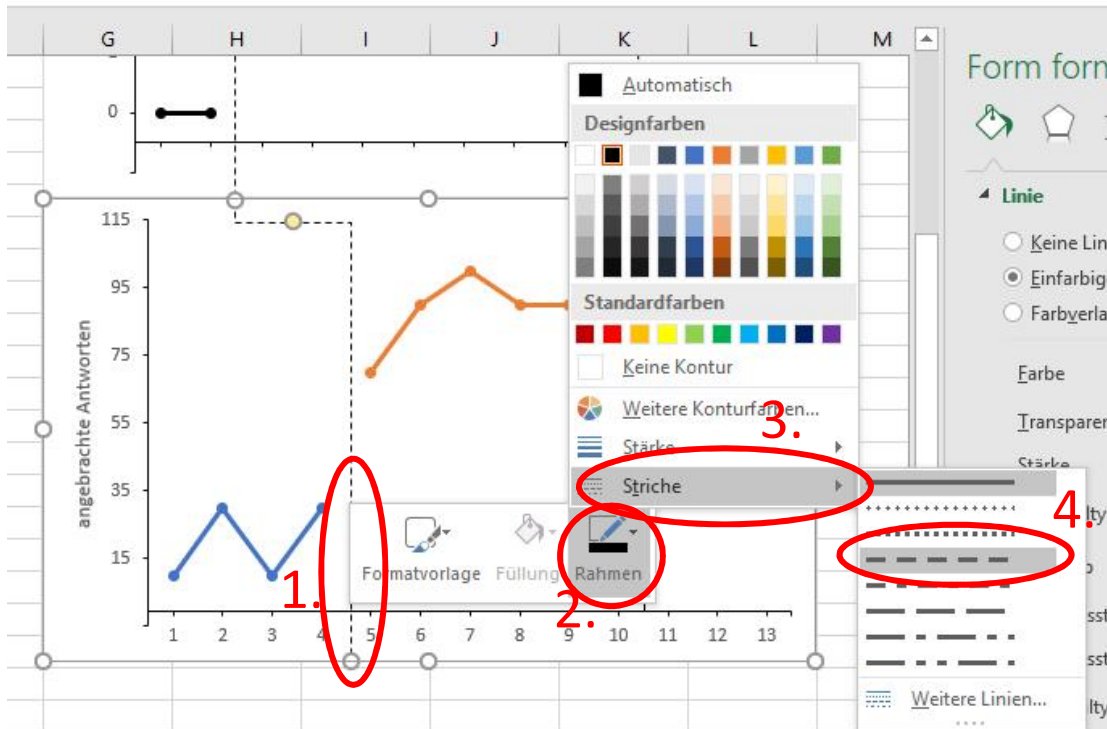 G H I J K L M
Form form
0
Automatisch
Designfarben
Linie
Keine Lin
Einfarbig
Farbverla
Farbe
Transparen
Stärke
115
95
75
55
35
15
angebrachte Antworten
1 2 3 4 5 6 7 8 9 10 11 12 13
Standardfarben
Keine Kontur
Weitere Konturfarben...
Stärke
3.
Striche
4.
1.
Formatvorlage Füllung Rahmen
2.
Weitere Linien...